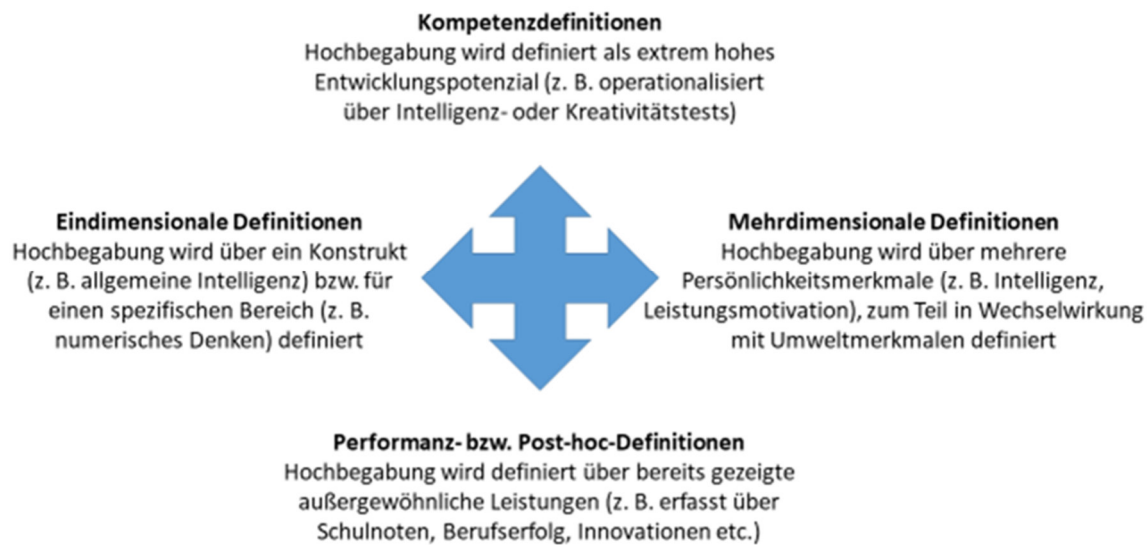 Kompetenzdefinitionen
Hochbegabung wird definiert als extrem hohes
Entwicklungspotenzial (z. B. operationalisiert
über Intelligenz- oder Kreativitätstests)
Eindimensionale Definitionen
Hochbegabung wird über ein Konstrukt
(z. B. allgemeine Intelligenz) bzw. für
einen spezifischen Bereich (z. B.
numerisches Denken) definiert
Mehrdimensionale Definitionen
Hochbegabung wird über mehrere
Persönlichkeitsmerkmale (z. B. Intelligenz,
Leistungsmotivation), zum Teil in Wechselwirkung
mit Umweltmerkmalen definiert
Performanz- bzw. Post-hoc-Definitionen
Hochbegabung wird definiert über bereits gezeigte
außergewöhnliche Leistungen (z. B. erfasst über
Schulnoten, Berufserfolg, Innovationen etc.)